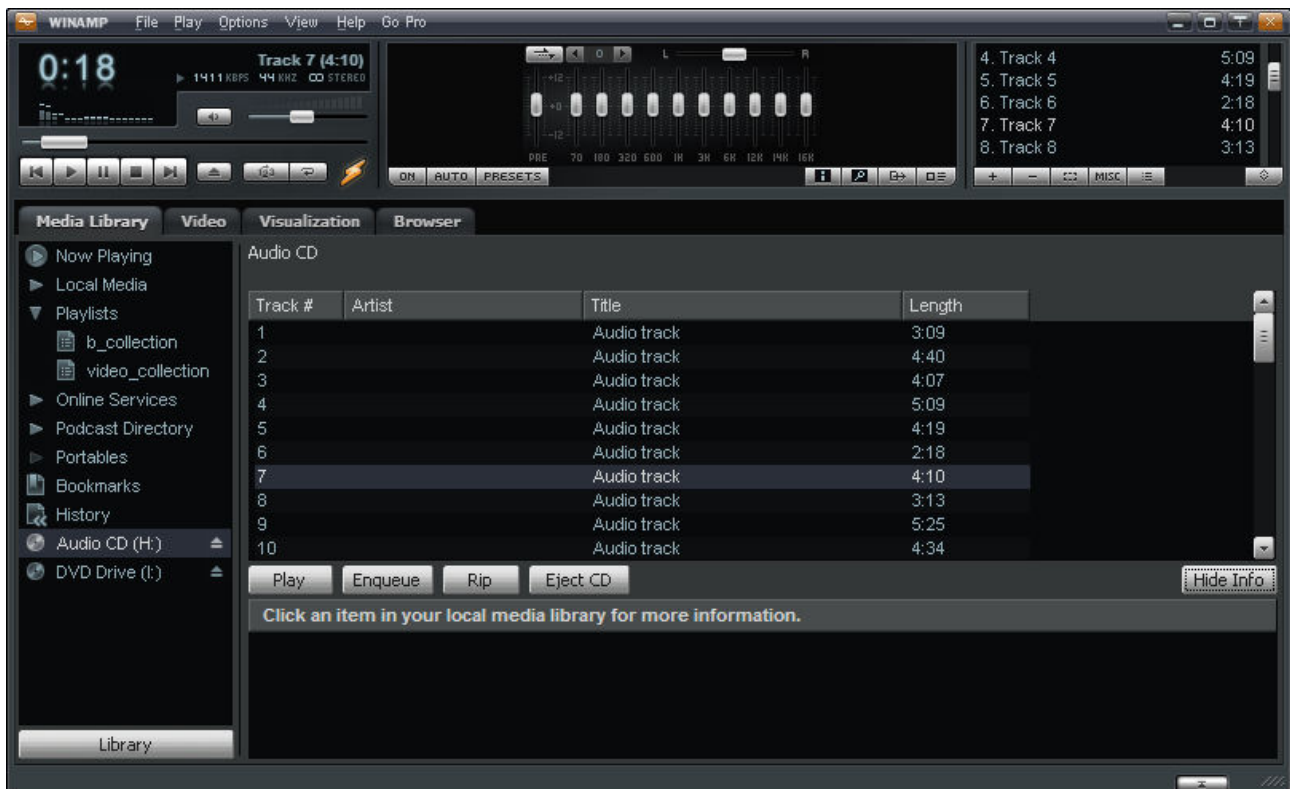 WINAMP File Play Options View Help Go Pro
0:18
Track 7 (4:10)
1411 KBPS 44 KHZ STEREO
0 L R
+12
+0
-12
PRE 70 180 320 600 1K 3K 6K 12K 14K 16K
ON AUTO PRESETS
4. Track 4 5:09
5. Track 5 4:19
6. Track 6 2:18
7. Track 7 4:10
8. Track 8 3:13
+ - MISC
Media Library Video Visualization Browser
Now Playing
Local Media
Playlists
b_collection
video_collection
Online Services
Podcast Directory
Portables
Bookmarks
History
Audio CD (H:)
DVD Drive (I:)
Library
Audio CD
Track # Artist Title Length
1 Audio track 3:09
2 Audio track 4:40
3 Audio track 4:07
4 Audio track 5:09
5 Audio track 4:19
6 Audio track 2:18
7 Audio track 4:10
8 Audio track 3:13
9 Audio track 5:25
10 Audio track 4:34
Play Enqueue Rip Eject CD Hide Info
Click an item in your local media library for more information.